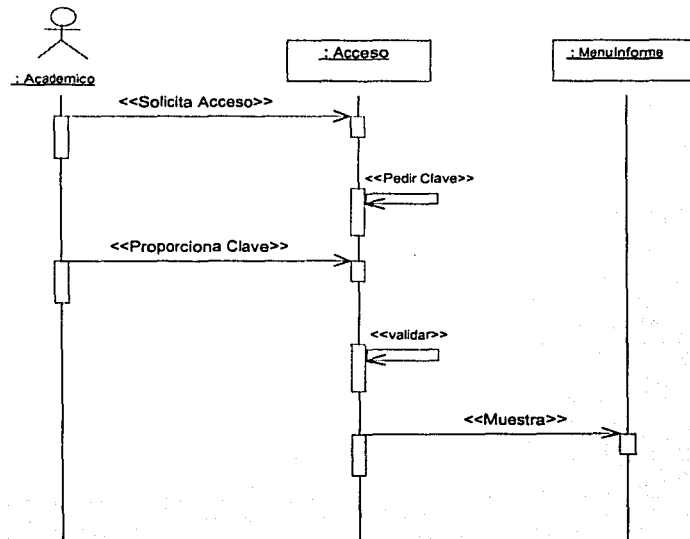 : Academico
: Acceso
: MenuInforme
<<Solicita Acceso>>
<<Pedir Clave>>
<<Proporciona Clave>>
<<validar>>
<<Muestra>>